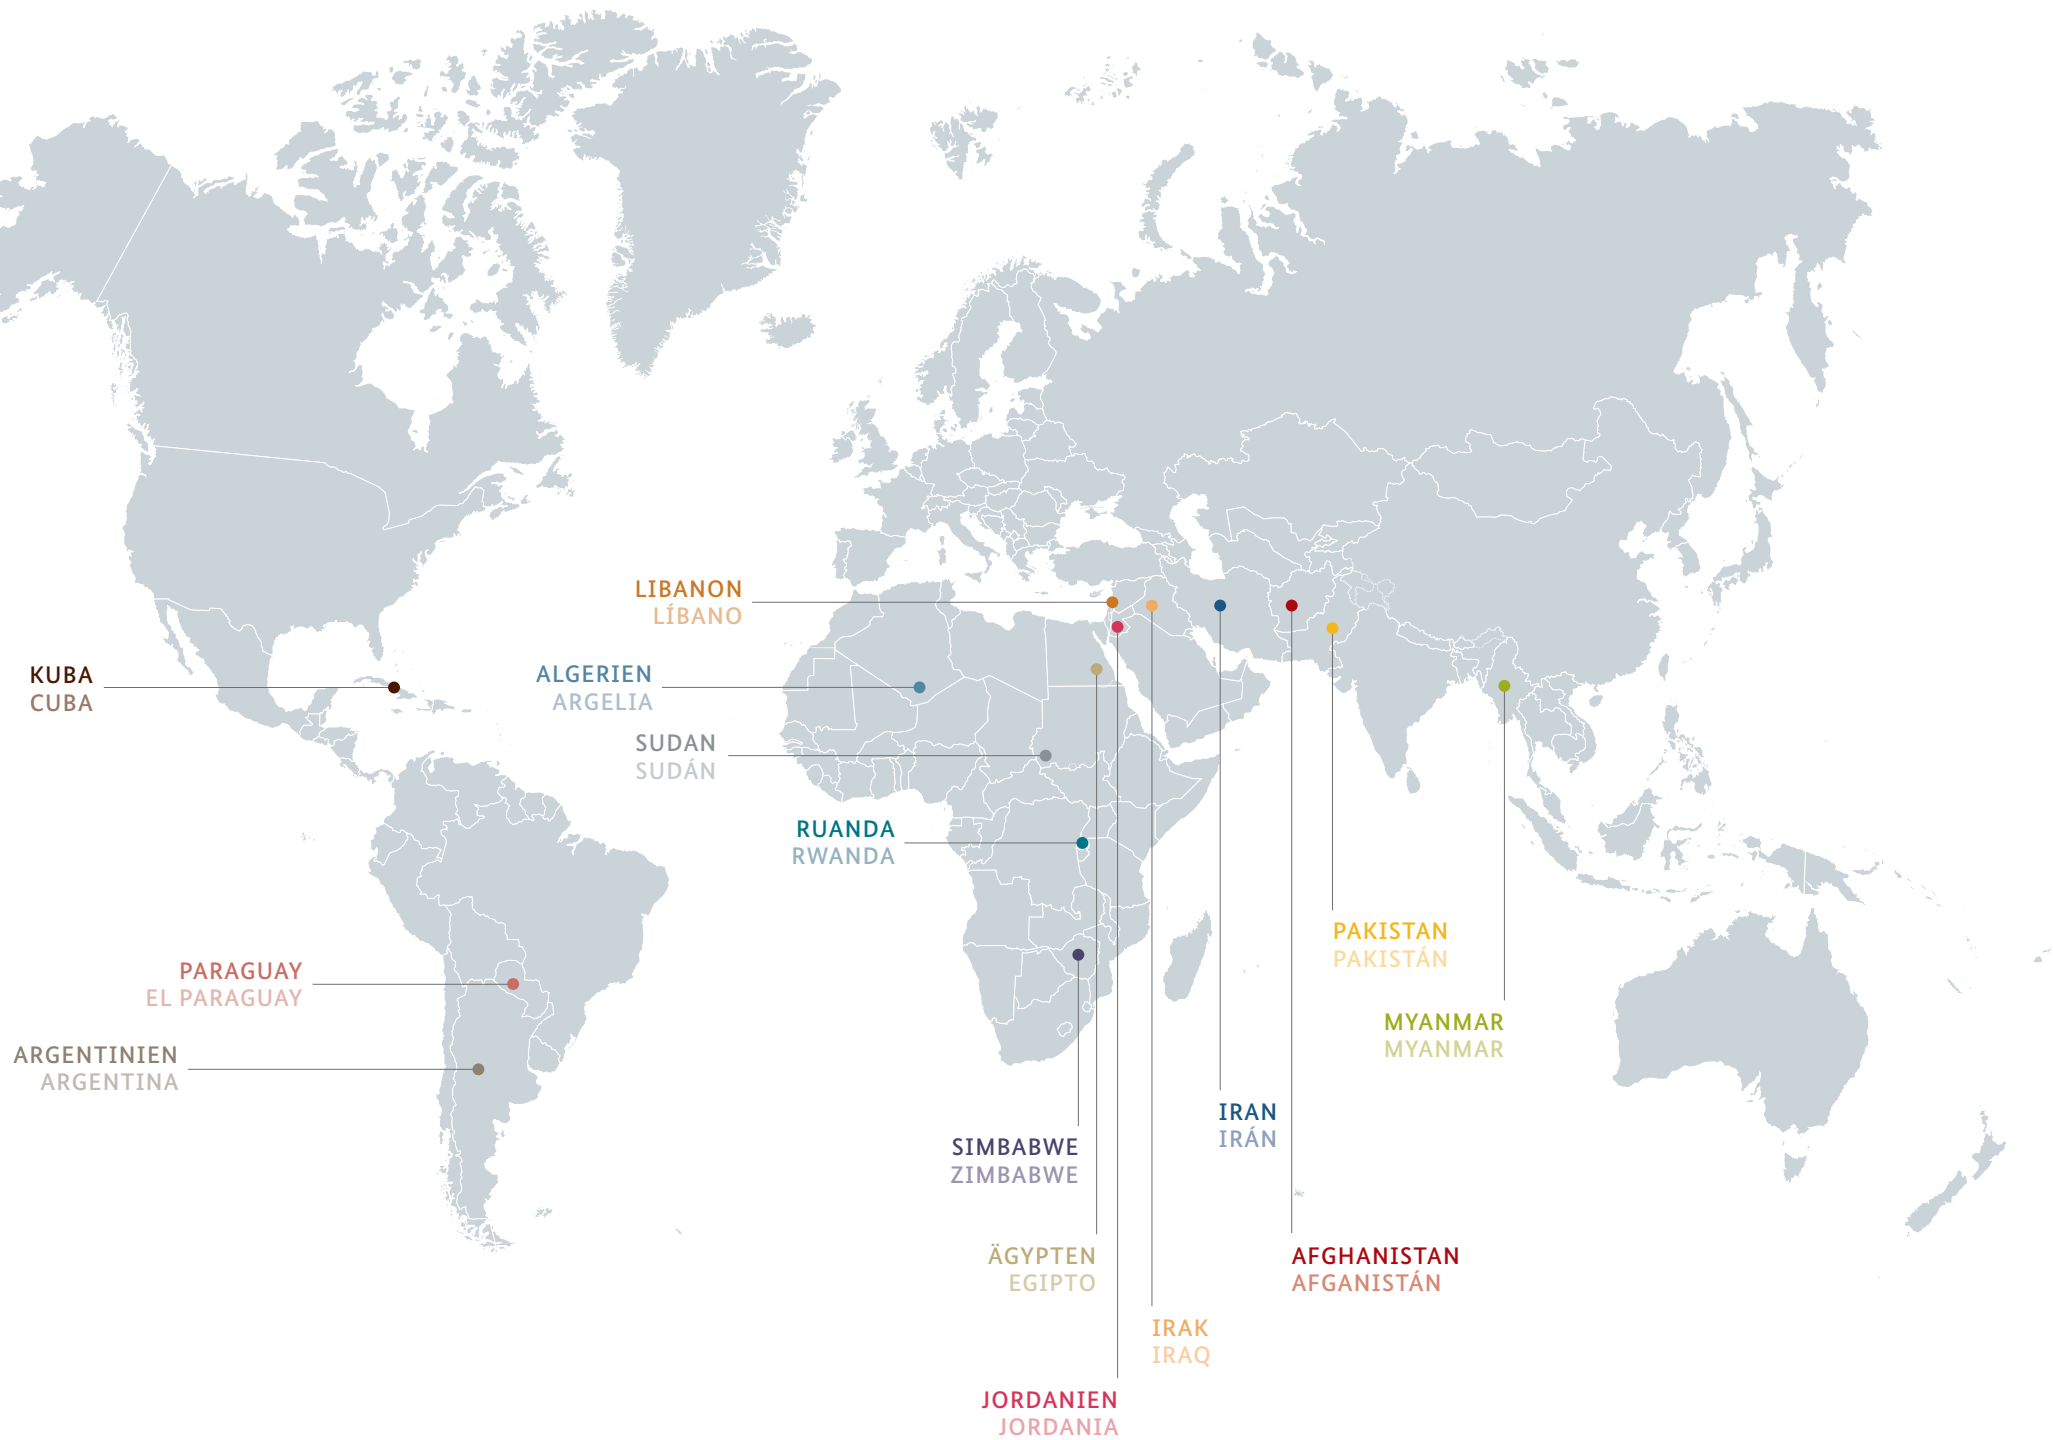 LIBANON
LÍBANO
KUBA
CUBA
ALGERIEN
ARGELIA
SUDAN
SUDÁN
RUANDA
RWANDA
PAKISTAN
PAKISTÁN
PARAGUAY
EL PARAGUAY
MYANMAR
MYANMAR
ARGENTINIEN
ARGENTINA
IRAN
IRÁN
SIMBABWE
ZIMBABWE
ÄGYPTEN
EGIPTO
AFGHANISTAN
AFGANISTÁN
IRAK
IRAQ
JORDANIEN
JORDANIA